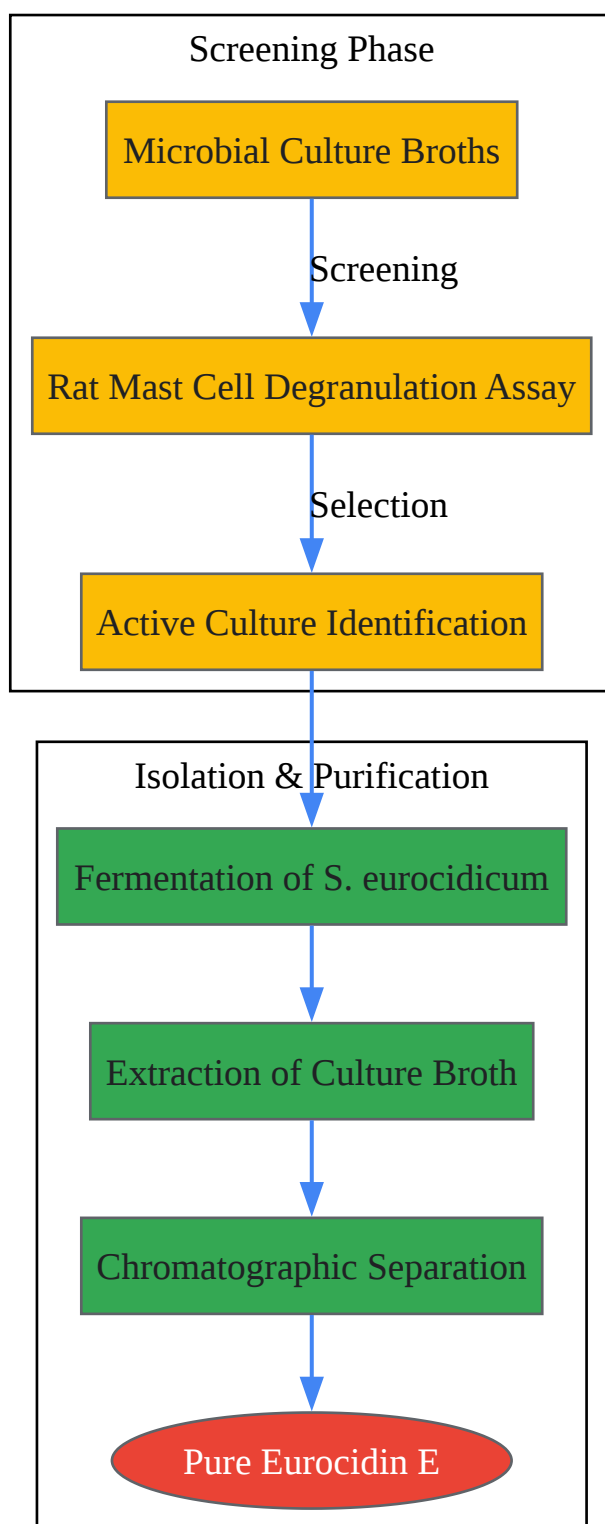 Screening Phase
Microbial Culture Broths
Screening
Rat Mast Cell Degranulation Assay
Selection
Active Culture Identification
Isolation & Purification
Fermentation of S. eurocidicum
Extraction of Culture Broth
Chromatographic Separation
Pure Eurocidin E